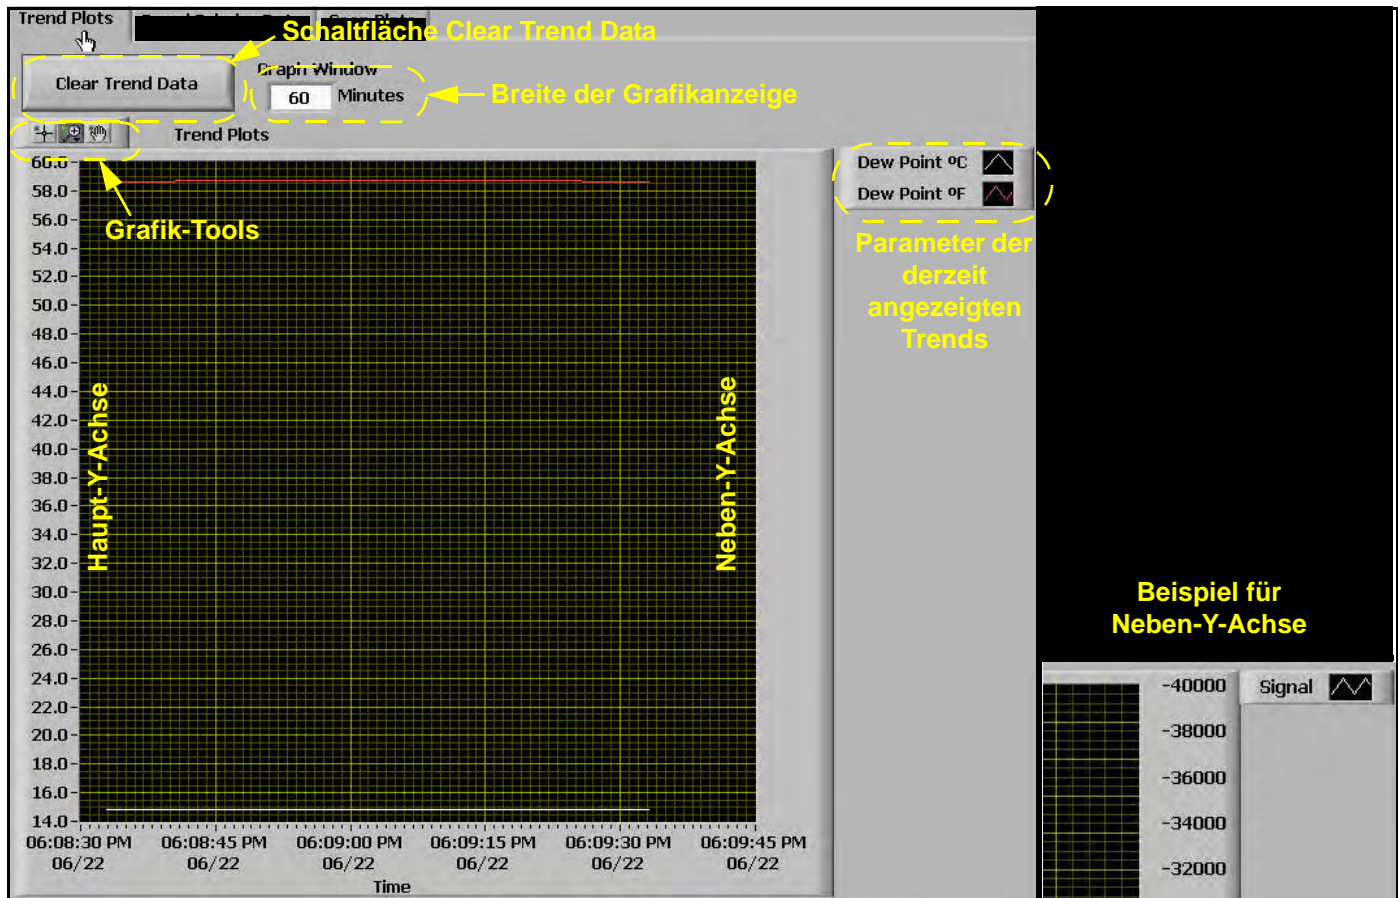 Trend Plots
Schaltfläche Clear Trend Data
Clear Trend Data
Graph Window
60 Minutes
Breite der Grafikanzeige
Trend Plots
Dew Point ºC
Dew Point ºF
Parameter der
derzeit
angezeigten
Trends
Grafik-Tools
60.0
58.0
56.0
54.0
52.0
50.0
48.0
46.0
44.0
42.0
40.0
38.0
36.0
34.0
32.0
30.0
28.0
26.0
24.0
22.0
20.0
18.0
16.0
14.0
Haupt-Y-Achse
Neben-Y-Achse
06:08:30 PM 06:08:45 PM 06:09:00 PM 06:09:15 PM 06:09:30 PM 06:09:45 PM
06/22 06/22 06/22 06/22 06/22 06/22
Time
Beispiel für
Neben-Y-Achse
-40000
-38000
-36000
-34000
-32000
Signal